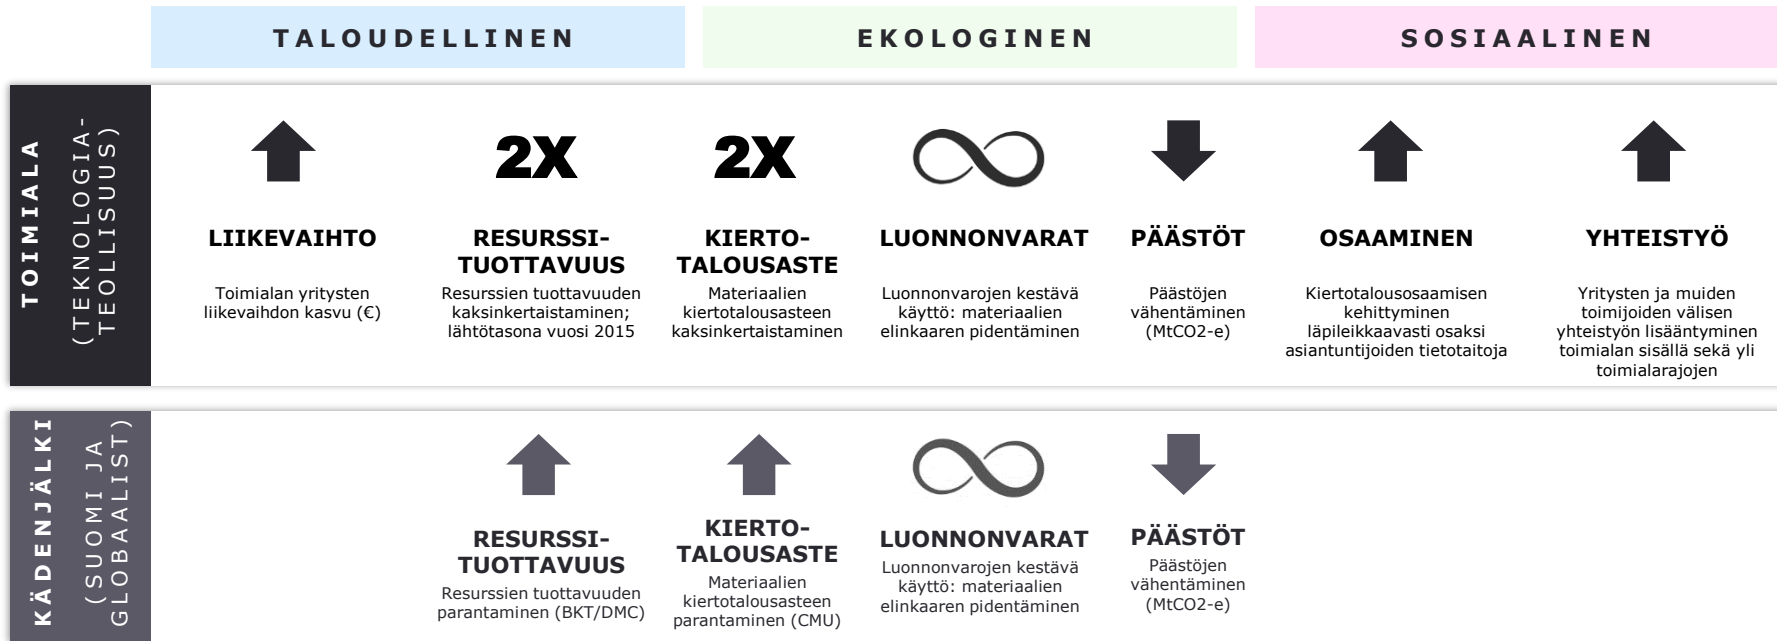 TALOUDELLINEN
EKOLOGINEN
SOSIAALINEN
TOIMIALA
(TEKNOLOGIA-
TEOLLISUUS)
LIIKEVAIHTO
Toimialan yritysten
liikevaihdon kasvu (€)
2X
RESURSSI-
TUOTTAVUUS
Resurssien tuottavuuden
kaksinkertaistaminen;
lähtötasona vuosi 2015
2X
KIERTO-
TALOUSASTE
Materiaalien
kiertotalousasteen
kaksinkertaistaminen
LUONNONVARAT
Luonnonvarojen kestävä
käyttö: materiaalien
elinkaaren pidentäminen
PÄÄSTÖT
Päästöjen
vähentäminen
(MtCO2-e)
OSAAMINEN
Kiertotalousosaamisen
kehittyminen
läpileikkaavasti osaksi
asiantuntijoiden tietotaitoja
YHTEISTYÖ
Yritysten ja muiden
toimijoiden välisen
yhteistyön lisääntyminen
toimialan sisällä sekä yli
toimialarajojen
KÄDENJÄLKI
(SUOMI JA
GLOBAALIST)
RESURSSI-
TUOTTAVUUS
Resurssien tuottavuuden
parantaminen (BKT/DMC)
KIERTO-
TALOUSASTE
Materiaalien
kiertotalousasteen
parantaminen (CMU)
LUONNONVARAT
Luonnonvarojen kestävä
käyttö: materiaalien
elinkaaren pidentäminen
PÄÄSTÖT
Päästöjen
vähentäminen
(MtCO2-e)